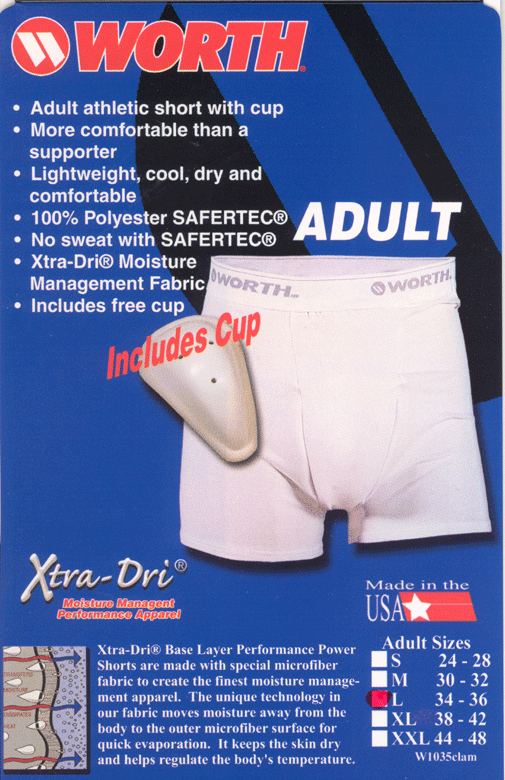 WORTH
• Adult athletic short with cup
• More comfortable than a
supporter
• Lightweight, cool, dry and
comfortable
• 100% Polyester SAFERTEC®
• No sweat with SAFERTEC®
• Xtra-Dri® Moisture
Management Fabric
• Includes free cup
ADULT
WORTH
WORTH
Includes Cup
Xtra-Dri®
Moisture Managent
Performance Apparel
Made in the
USA
Xtra-Dri® Base Layer Performance Power
Shorts are made with special microfiber
fabric to create the finest moisture manage-
ment apparel. The unique technology in
our fabric moves moisture away from the
body to the outer microfiber surface for
quick evaporation. It keeps the skin dry
and helps regulate the body's temperature.
Adult Sizes
S 24 - 28
M 30 - 32
L 34 - 36
XL 38 - 42
XXL 44 - 48
W1035clam
TRANSFERS
MOISTURE
HEAT